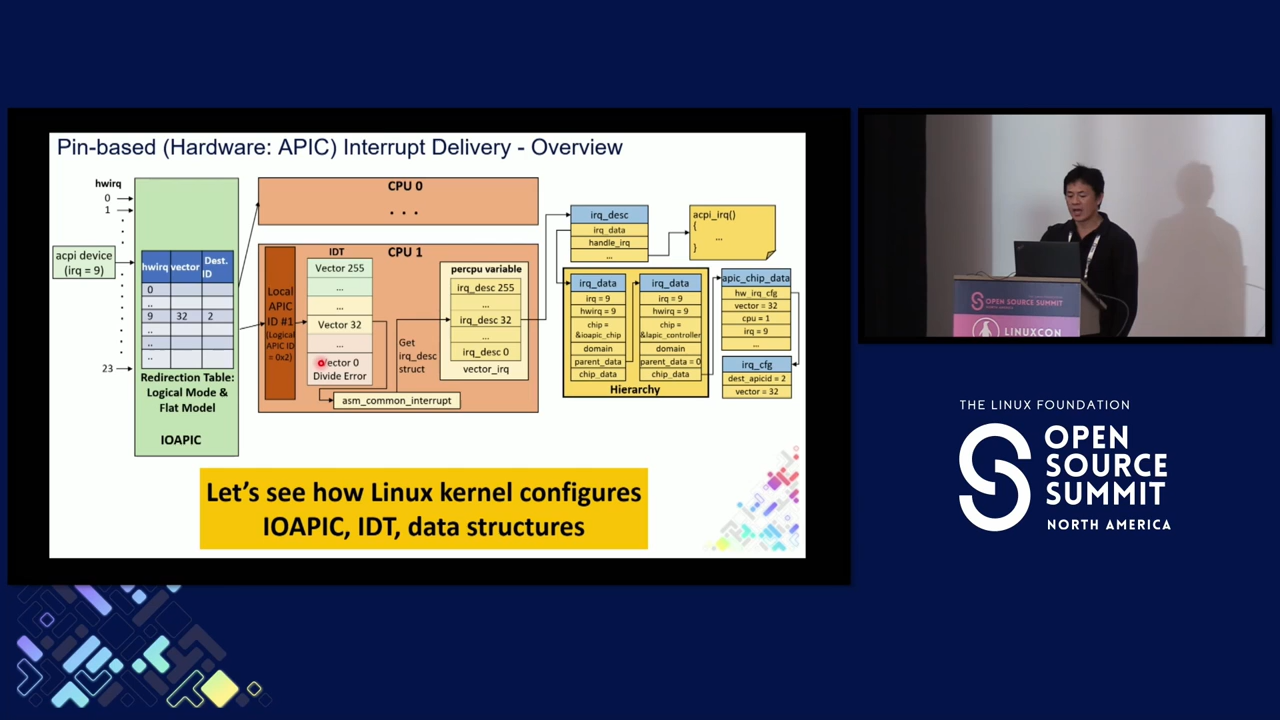 Pin-based (Hardware: APIC) Interrupt Delivery - Overview
hwirq
0
1
acpi device
(irq = 9)
23
hwirq vector Dest. ID
0
..
9 32 2
..
..
Redirection Table:
Logical Mode &
Flat Model
IOAPIC
CPU 0
. . .
CPU 1
Local
APIC
ID #1
(Logical
APIC ID
= 0x2)
IDT
Vector 255
...
...
Vector 32
...
Vector 0
Divide Error
asm_common_interrupt
Get
irq_desc
struct
percpu variable
irq_desc 255
...
irq_desc 32
...
irq_desc 0
vector_irq
irq_desc
irq_data
handle_irq
...
acpi_irq()
{
...
}
irq_data
irq = 9
hwirq = 9
chip =
&ioapic_chip
domain
parent_data
chip_data
irq_data
irq = 9
hwirq = 9
chip =
&lapic_controller
domain
parent_data = 0
chip_data
Hierarchy
apic_chip_data
hw_irq_cfg
vector = 32
cpu = 1
irq = 9
...
irq_cfg
dest_apicid = 2
vector = 32
Let's see how Linux kernel configures
IOAPIC, IDT, data structures
OPEN SOURCE SUMMIT
LINUXCON
THE LINUX FOUNDATION
OPEN
SOURCE
SUMMIT
NORTH AMERICA